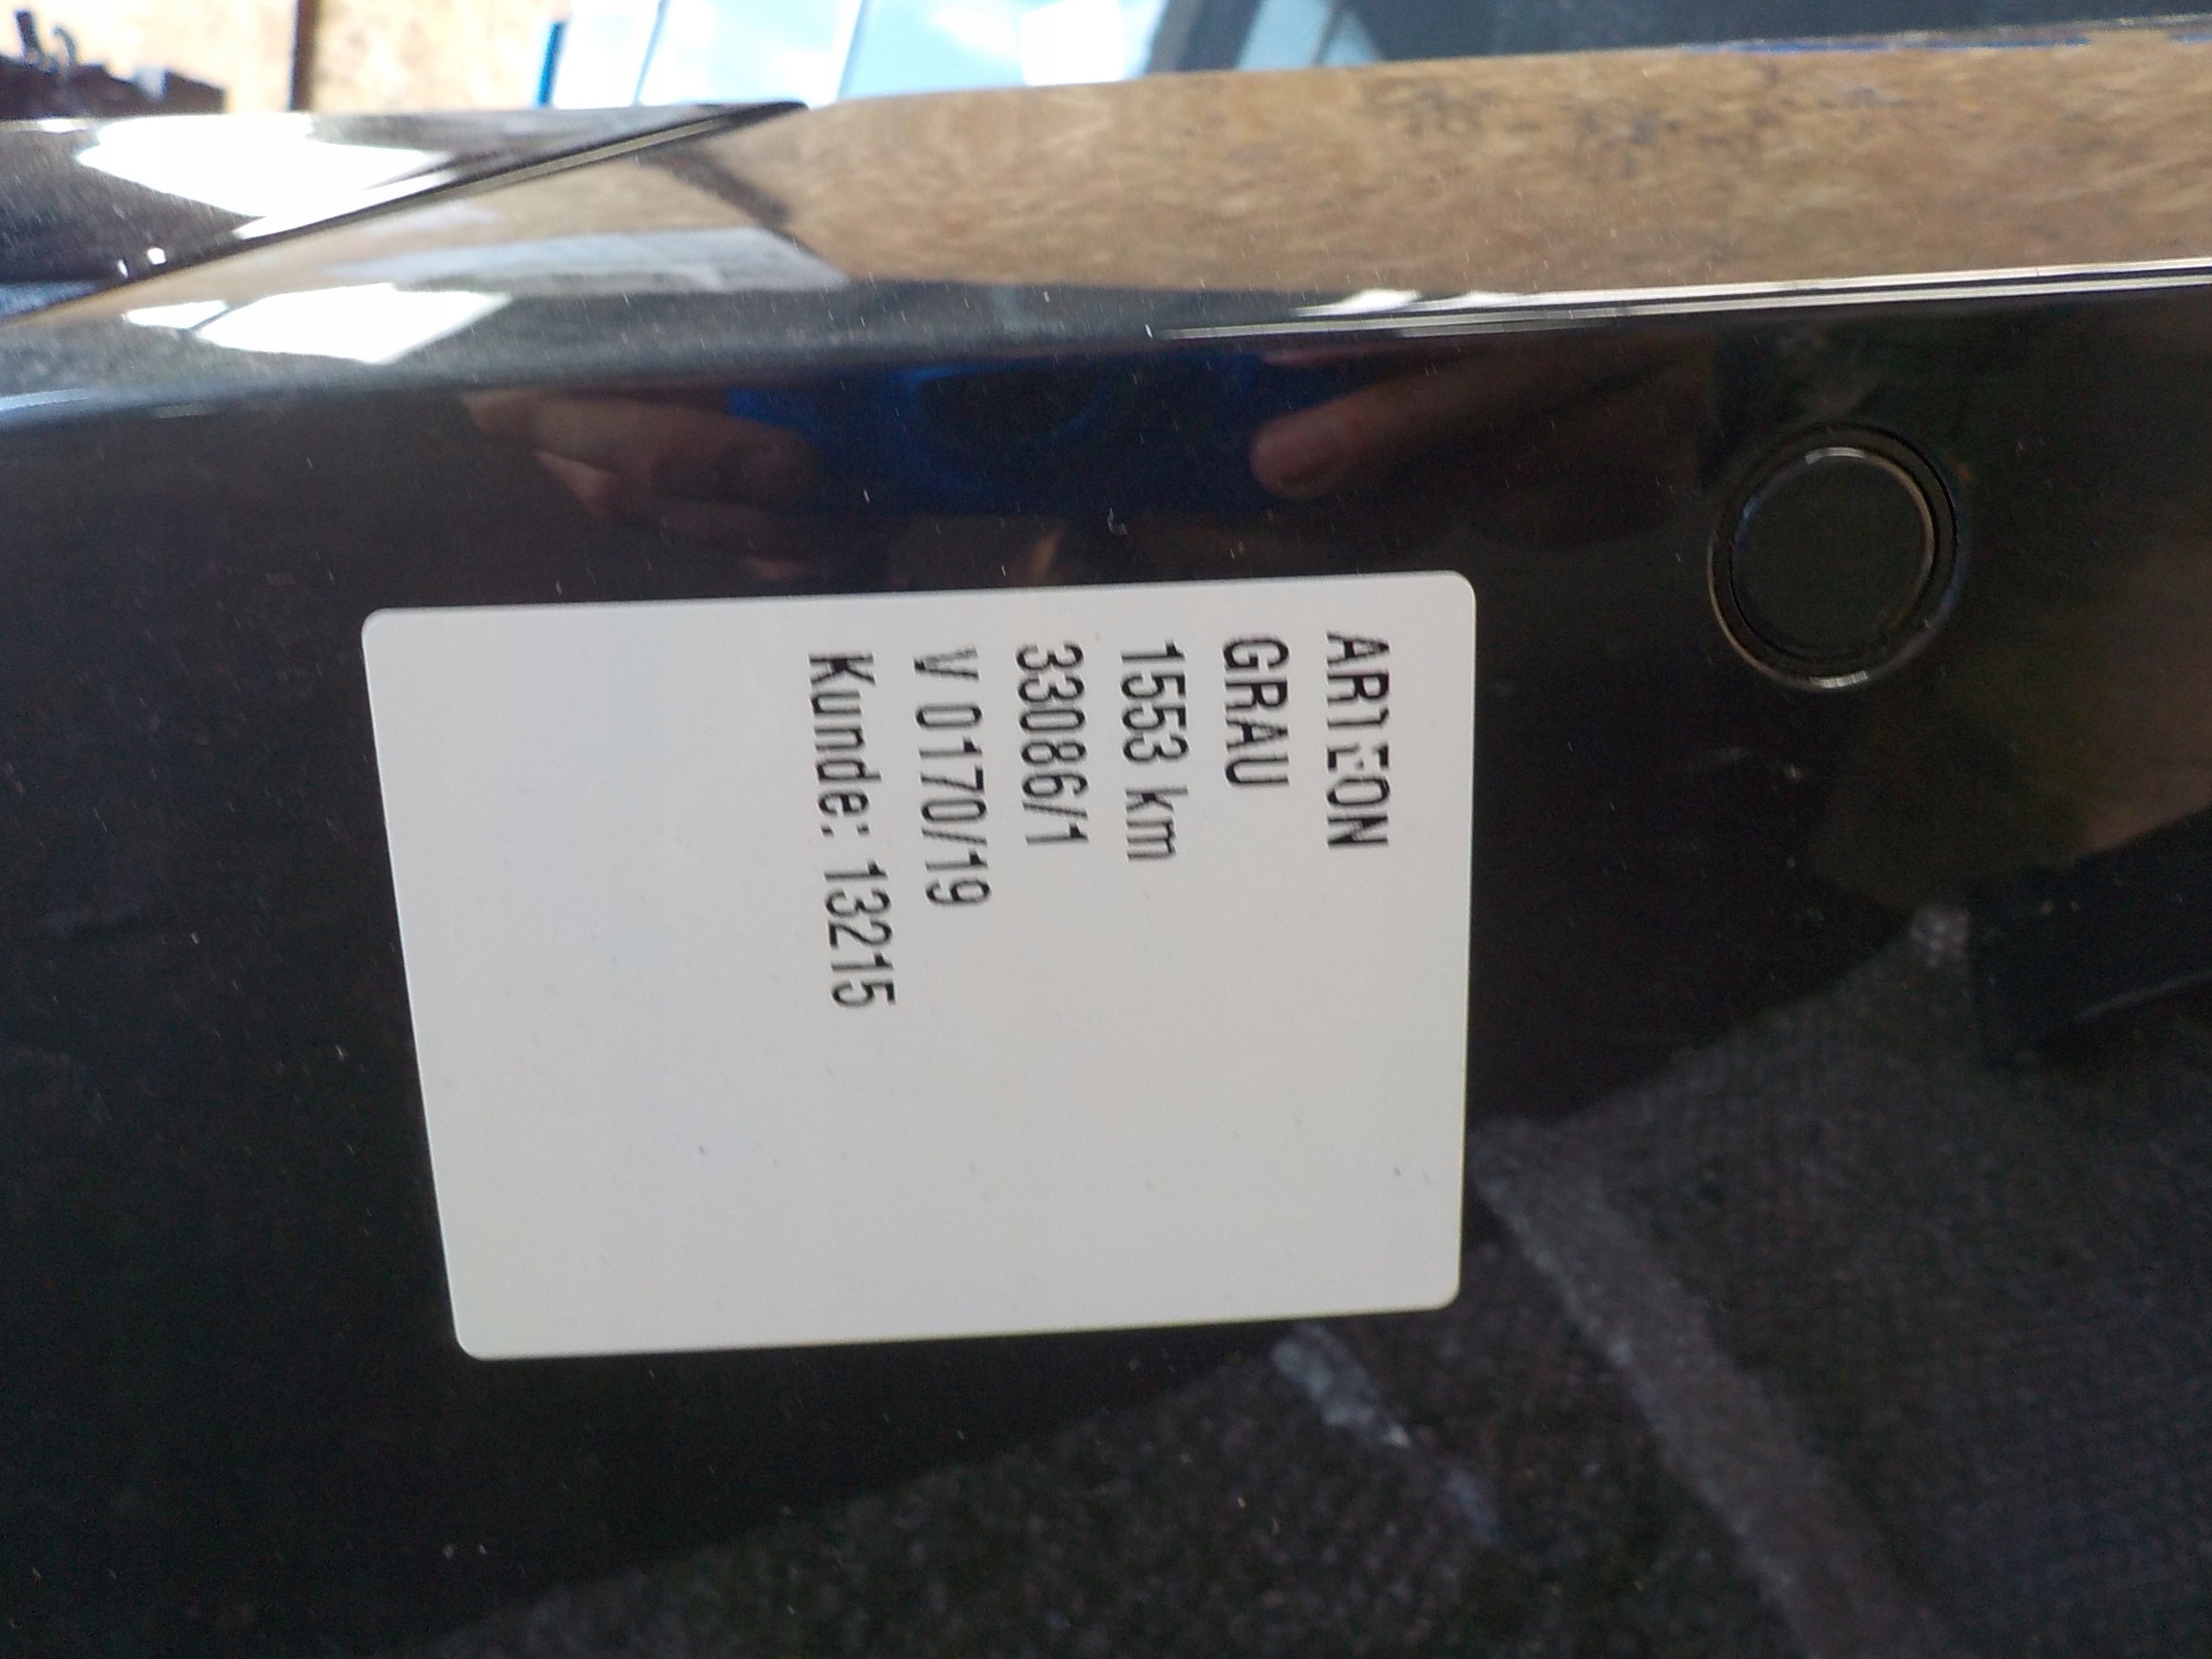 ARTEON
GRAU
1553 km
33086/1
V 0170/19
Kunde: 13215